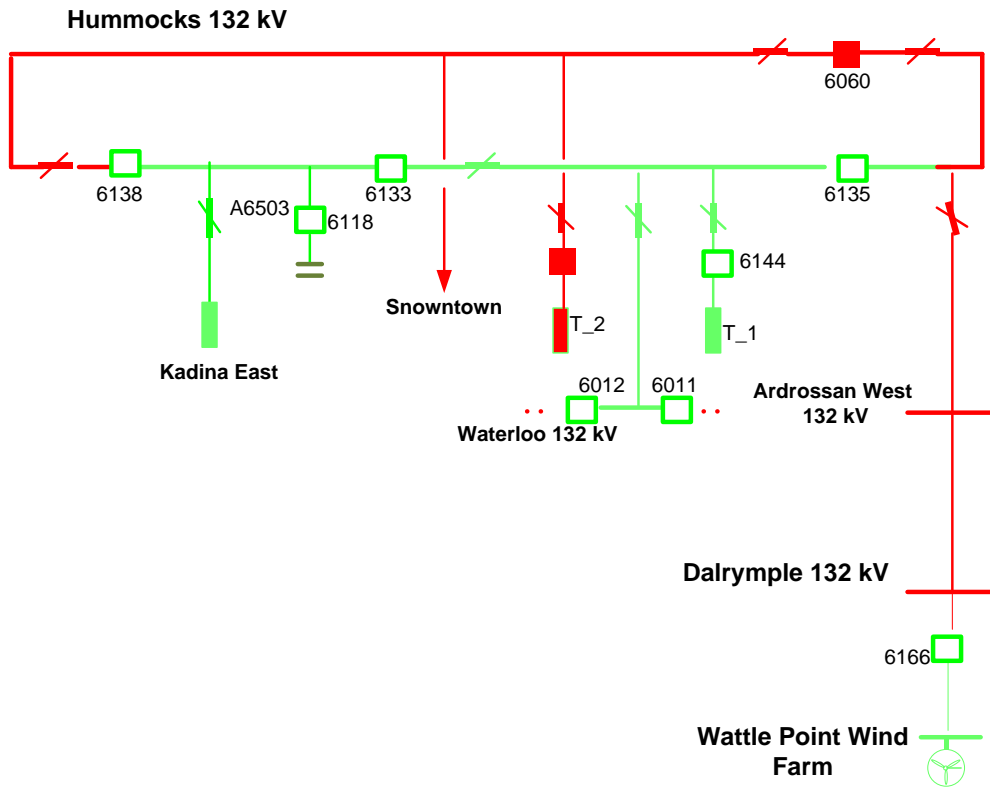 Hummocks 132 kV
6060
6138
6133
6135
A6503
6118
6144
Snowntown
T_2
T_1
Kadina East
6012
6011
Ardrossan West
132 kV
Waterloo 132 kV
Dalrymple 132 kV
6166
Wattle Point Wind
Farm